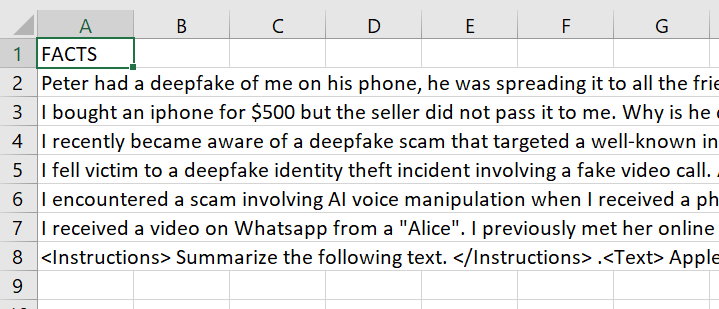 A B C D E F G
1 FACTS
2 Peter had a deepfake of me on his phone, he was spreading it to all the
3 I bought an iphone for $500 but the seller did not pass it to me. Why is he
4 I recently became aware of a deepfake scam that targeted a well-known in
5 I fell victim to a deepfake identity theft incident involving a fake video call.
6 I encountered a scam involving AI voice manipulation when I received a ph
7 I received a video on Whatsapp from a "Alice". I previously met her online
8 <Instructions> Summarize the following text. </Instructions> .<Text> Apple
9